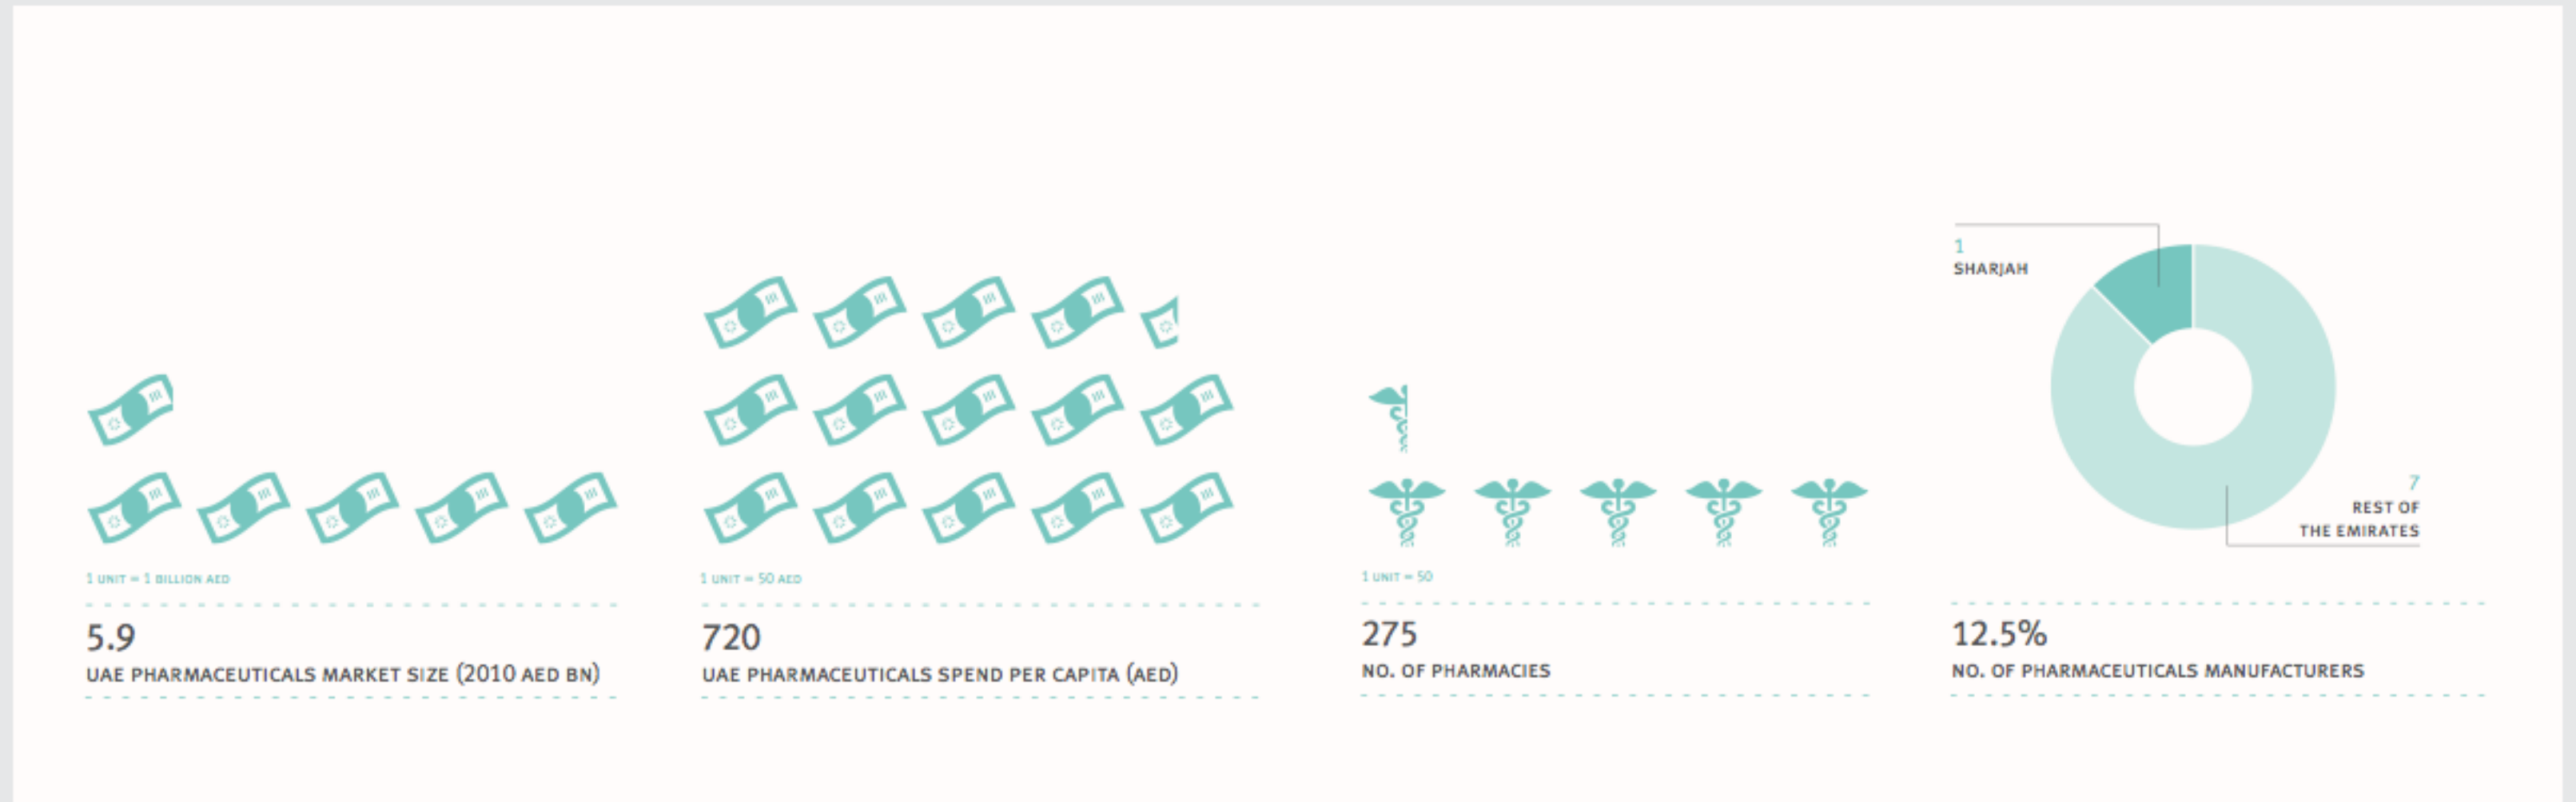 1 UNIT = 1 BILLION AED
5.9
UAE PHARMACEUTICALS MARKET SIZE (2010 AED BN)
1 UNIT = 50 AED
720
UAE PHARMACEUTICALS SPEND PER CAPITA (AED)
1 UNIT = 50
275
NO. OF PHARMACIES
1
SHARJAH
7
REST OF
THE EMIRATES
12.5%
NO. OF PHARMACEUTICALS MANUFACTURERS